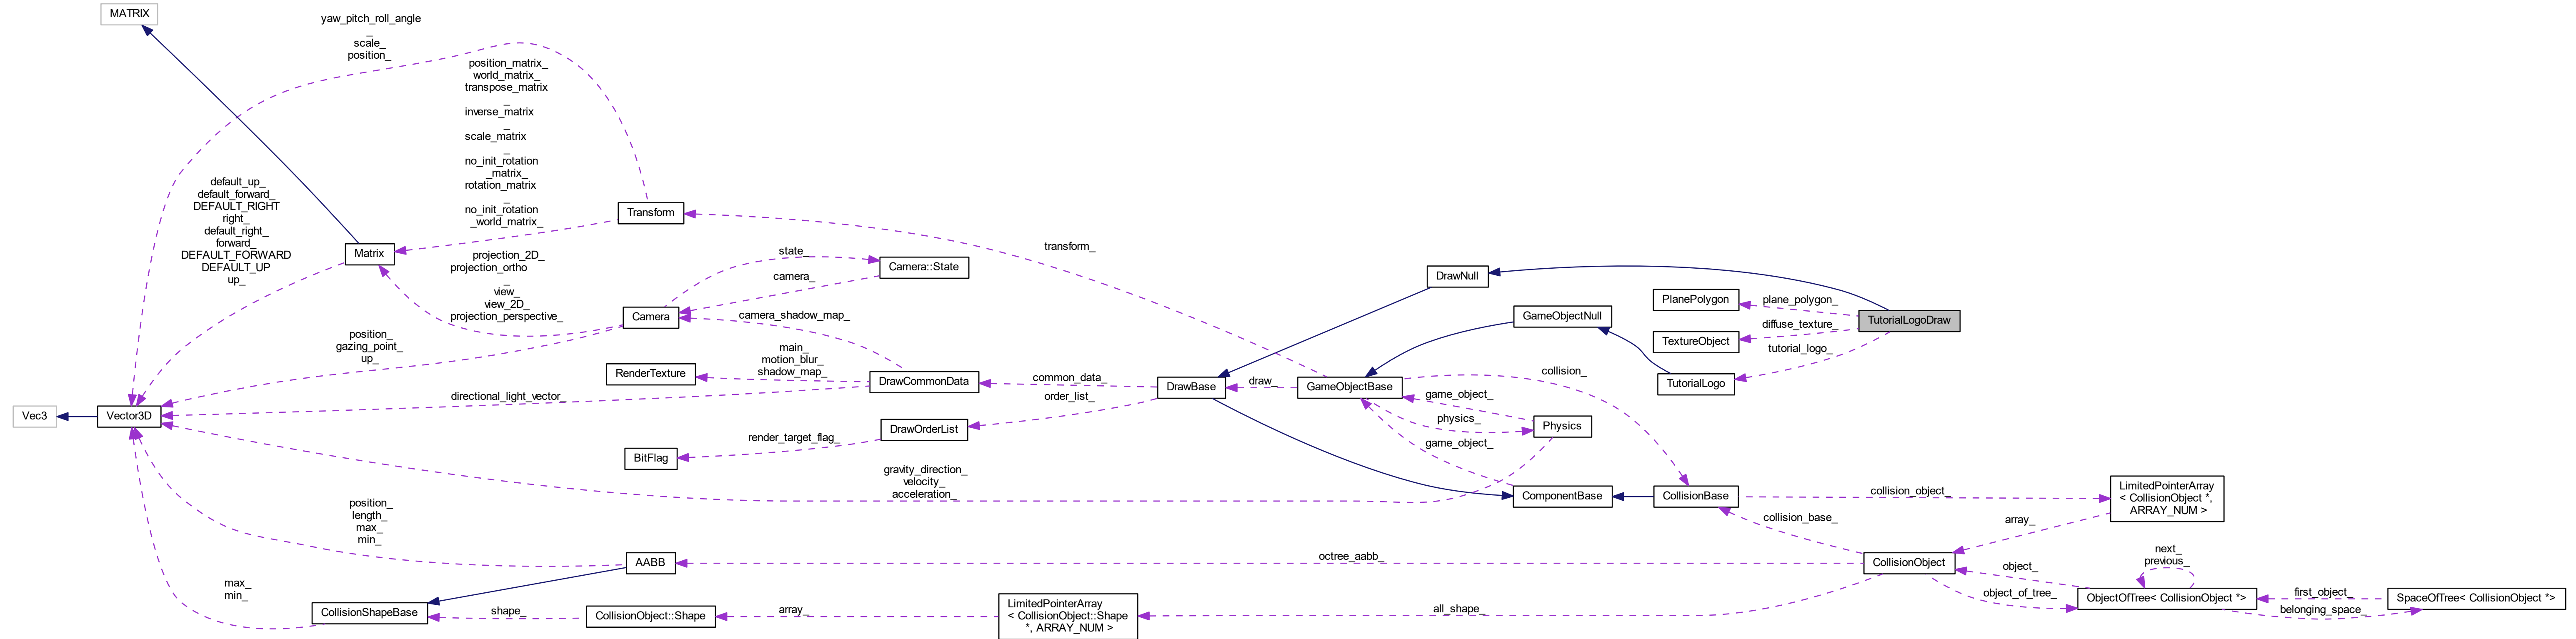 MATRIX
yaw_pitch_roll_angle
_
scale_
position_
position_matrix_
world_matrix_
transpose_matrix
_
inverse_matrix
_
scale_matrix
_
no_init_rotation
_matrix_
rotation_matrix
_
no_init_rotation
_world_matrix_
default_up_
default_forward_
DEFAULT_RIGHT
right_
default_right_
forward_
DEFAULT_FORWARD
DEFAULT_UP
up_
Transform
Matrix
projection_2D_
projection_ortho
_
view_
view_2D_
projection_perspective_
state_
Camera::State
camera_
Camera
camera_shadow_map_
position_
gazing_point_
up_
main_
motion_blur_
shadow_map_
RenderTexture
DrawCommonData
directional_light_vector_
Vec3
Vector3D
DrawOrderList
render_target_flag_
BitFlag
gravity_direction_
velocity_
acceleration_
position_
length_
max_
min_
AABB
max_
min_
CollisionShapeBase
shape_
CollisionObject::Shape
array_
LimitedPointerArray
< CollisionObject::Shape
*, ARRAY_NUM >
transform_
common_data_
order_list_
DrawBase
draw_
GameObjectBase
DrawNull
GameObjectNull
collision_
game_object_
physics_
game_object_
Physics
ComponentBase
CollisionBase
PlanePolygon
plane_polygon_
TextureObject
diffuse_texture_
tutorial_logo_
TutorialLogo
TutorialLogoDraw
collision_object_
LimitedPointerArray
< CollisionObject *,
ARRAY_NUM >
array_
collision_base_
octree_aabb_
CollisionObject
all_shape_
object_
object_of_tree_
next_
previous_
ObjectOfTree< CollisionObject *>
first_object_
belonging_space_
SpaceOfTree< CollisionObject *>